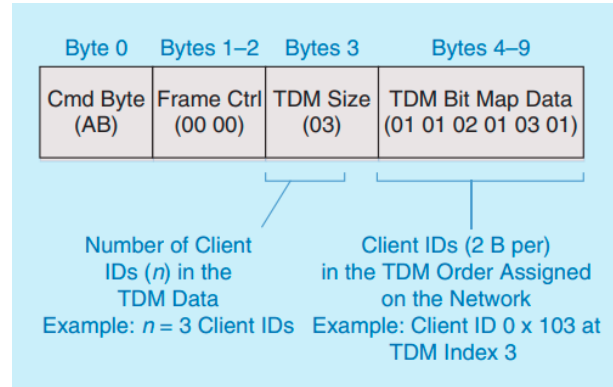 Byte 0 Bytes 1–2 Bytes 3 Bytes 4–9
Cmd Byte Frame Ctrl TDM Size TDM Bit Map Data
(AB) (00 00) (03) (01 01 02 01 03 01)
Number of Client
IDs (n) in the
TDM Data
Example: n = 3 Client IDs
Client IDs (2 B per)
in the TDM Order Assigned
on the Network
Example: Client ID 0 x 103 at
TDM Index 3